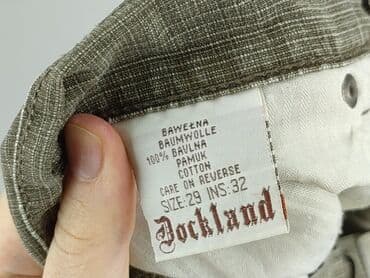 BAWEŁNA
BAUMWOLLE
100% BAVLNA
PAMUK
COTTON
CARE ON REVERSE
SIZE:29 INS:32
Dockland